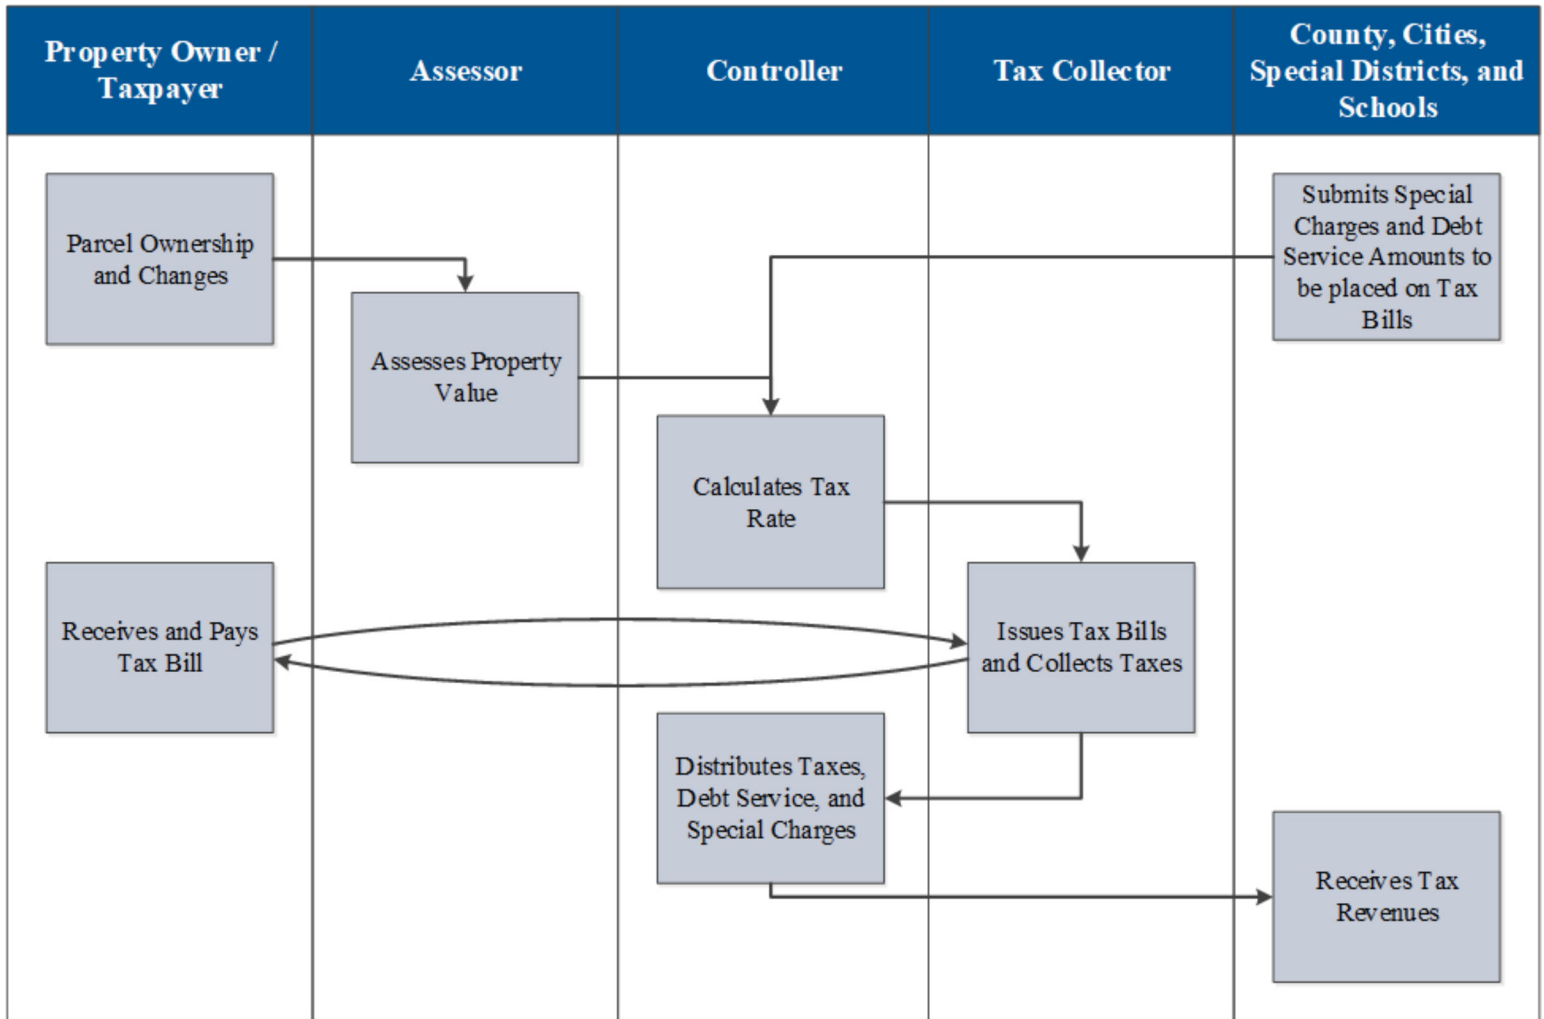 Property Owner /
Taxpayer
Assessor
Controller
Tax Collector
County, Cities,
Special Districts, and
Schools
Parcel Ownership
and Changes
Submits Special
Charges and Debt
Service Amounts to
be placed on Tax
Bills
Assesses Property
Value
Calculates Tax
Rate
Receives and Pays
Tax Bill
Issues Tax Bills
and Collects Taxes
Distributes Taxes,
Debt Service, and
Special Charges
Receives Tax
Revenues